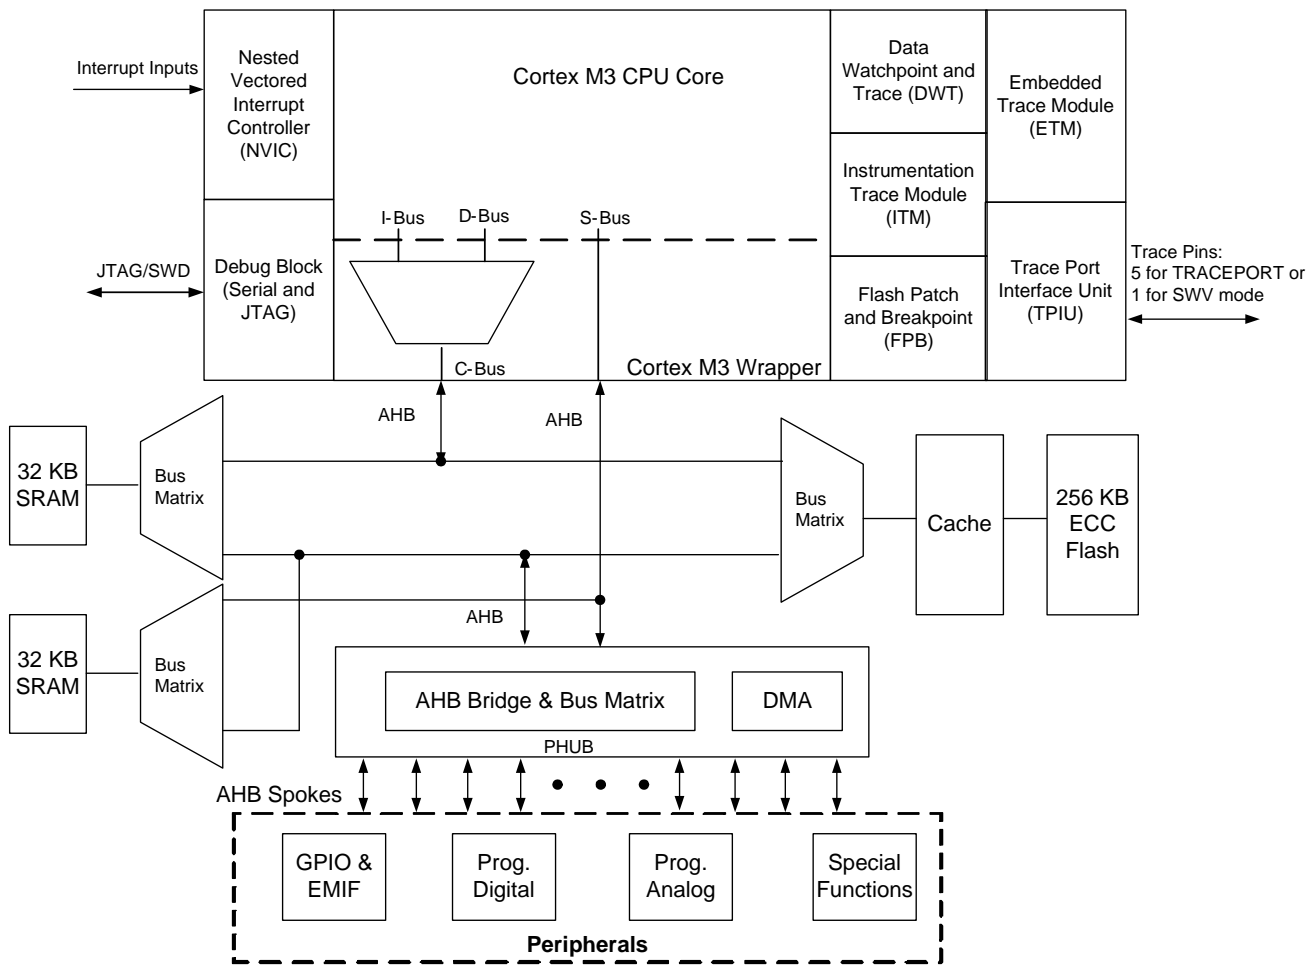 Interrupt Inputs
Nested
Vectored
Interrupt
Controller
(NVIC)
Cortex M3 CPU Core
Data
Watchpoint and
Trace (DWT)
Embedded
Trace Module
(ETM)
Instrumentation
Trace Module
(ITM)
I-Bus
D-Bus
S-Bus
JTAG/SWD
Debug Block
(Serial and
JTAG)
Flash Patch
and Breakpoint
(FPB)
Trace Port
Interface Unit
(TPIU)
Trace Pins:
5 for TRACEPORT or
1 for SWV mode
C-Bus
Cortex M3 Wrapper
AHB
AHB
32 KB
SRAM
Bus
Matrix
Bus
Matrix
Cache
256 KB
ECC
Flash
AHB
32 KB
SRAM
Bus
Matrix
AHB Bridge & Bus Matrix
DMA
PHUB
AHB Spokes
GPIO &
EMIF
Prog.
Digital
Prog.
Analog
Special
Functions
Peripherals